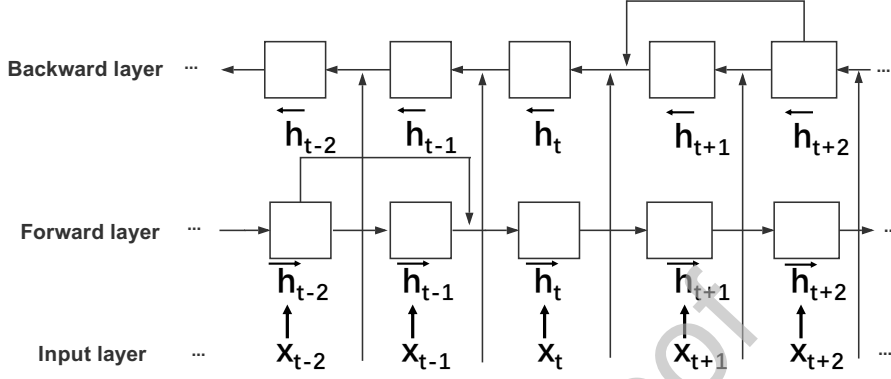 Backward layer ... ...
h_{t-2} h_{t-1} h_t h_{t+1} h_{t+2}
Forward layer ... ...
h_{t-2} h_{t-1} h_t h_{t+1} h_{t+2}
Input layer ... x_{t-2} x_{t-1} x_t x_{t+1} x_{t+2} ...